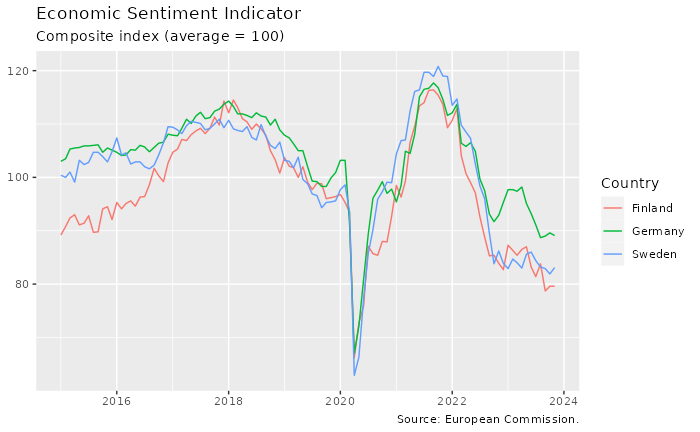 Economic Sentiment Indicator
Composite index (average = 100)
120
100
80
2016
2018
2020
2022
2024
Country
Finland
Germany
Sweden
Source: European Commission.